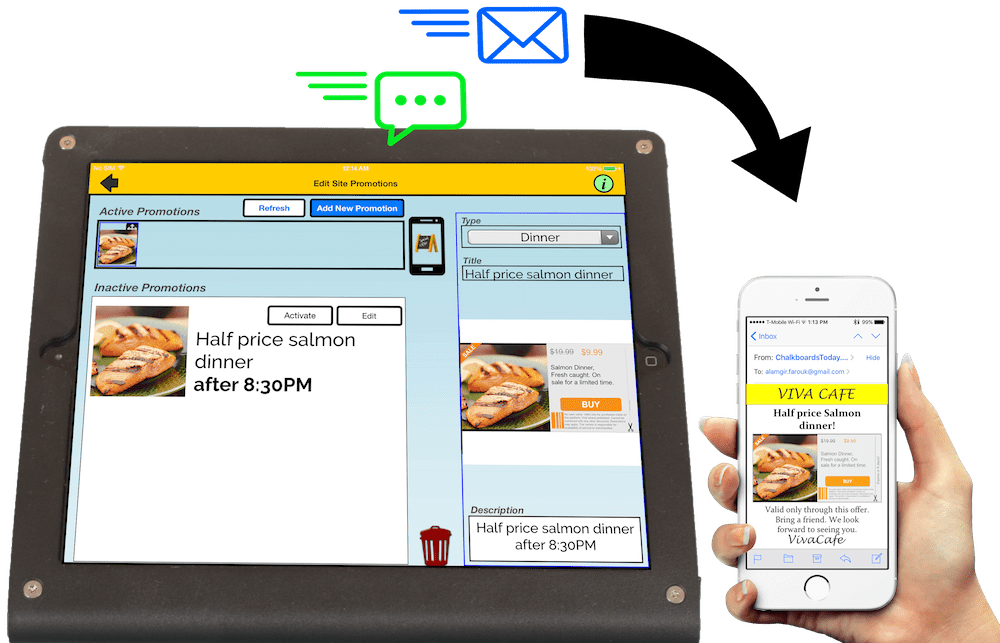 No SIM
12:14 AM
100%
Edit Site Promotions
i
Active Promotions
Refresh
Add New Promotion
Inactive Promotions
Activate
Edit
Half price salmon
dinner
after 8:30PM
Type
Dinner
Title
Half price salmon dinner
SALE
$19.99 $9.99
Salmon Dinner,
Fresh caught. On
sale for a limited time.
BUY
Description
Half price salmon dinner
after 8:30PM
T-Mobile Wi-Fi 1:13 PM 99%
Inbox
From: ChalkboardsToday.... Hide
To: alamgir.farouk@gmail.com
VIVA CAFE
Half price Salmon
dinner!
SALE
$19.99 $9.99
Salmon Dinner,
Fresh caught. On
sale for a limited time.
BUY
Valid only through this offer.
Bring a friend. We look
forward to seeing you.
VivaCafe